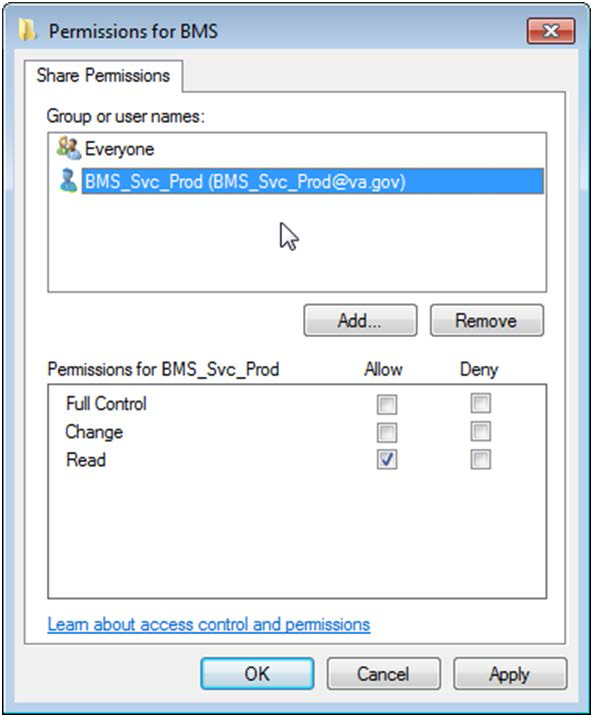 Permissions for BMS
Share Permissions
Group or user names:
Everyone
BMS_Svc_Prod (BMS_Svc_Prod@va.gov)
Add... Remove
Permissions for BMS_Svc_Prod Allow Deny
Full Control
Change
Read
Learn about access control and permissions
OK Cancel Apply